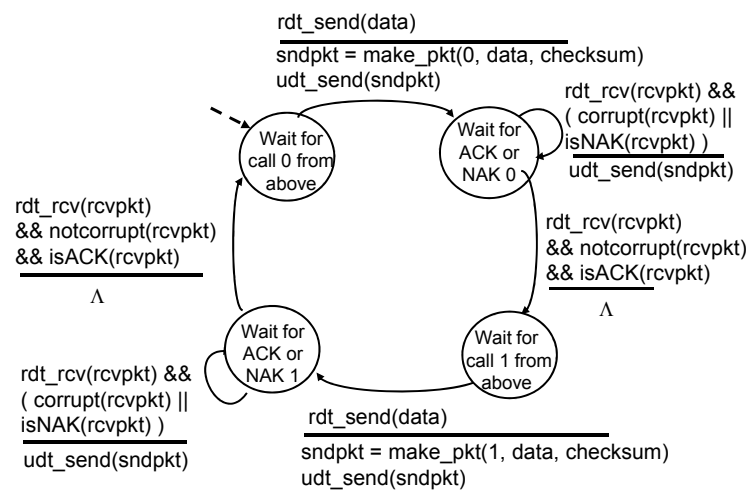 rdt_send(data)
sndpkt = make_pkt(0, data, checksum)
udt_send(sndpkt)
rdt_rcv(rcvpkt) &&
( corrupt(rcvpkt) ||
isNAK(rcvpkt) )
udt_send(sndpkt)
Wait for
call 0 from
above
Wait for
ACK or
NAK 0
rdt_rcv(rcvpkt)
&& notcorrupt(rcvpkt)
&& isACK(rcvpkt)
Λ
rdt_rcv(rcvpkt)
&& notcorrupt(rcvpkt)
&& isACK(rcvpkt)
Λ
Wait for
ACK or
NAK 1
Wait for
call 1 from
above
rdt_rcv(rcvpkt) &&
( corrupt(rcvpkt) ||
isNAK(rcvpkt) )
udt_send(sndpkt)
rdt_send(data)
sndpkt = make_pkt(1, data, checksum)
udt_send(sndpkt)